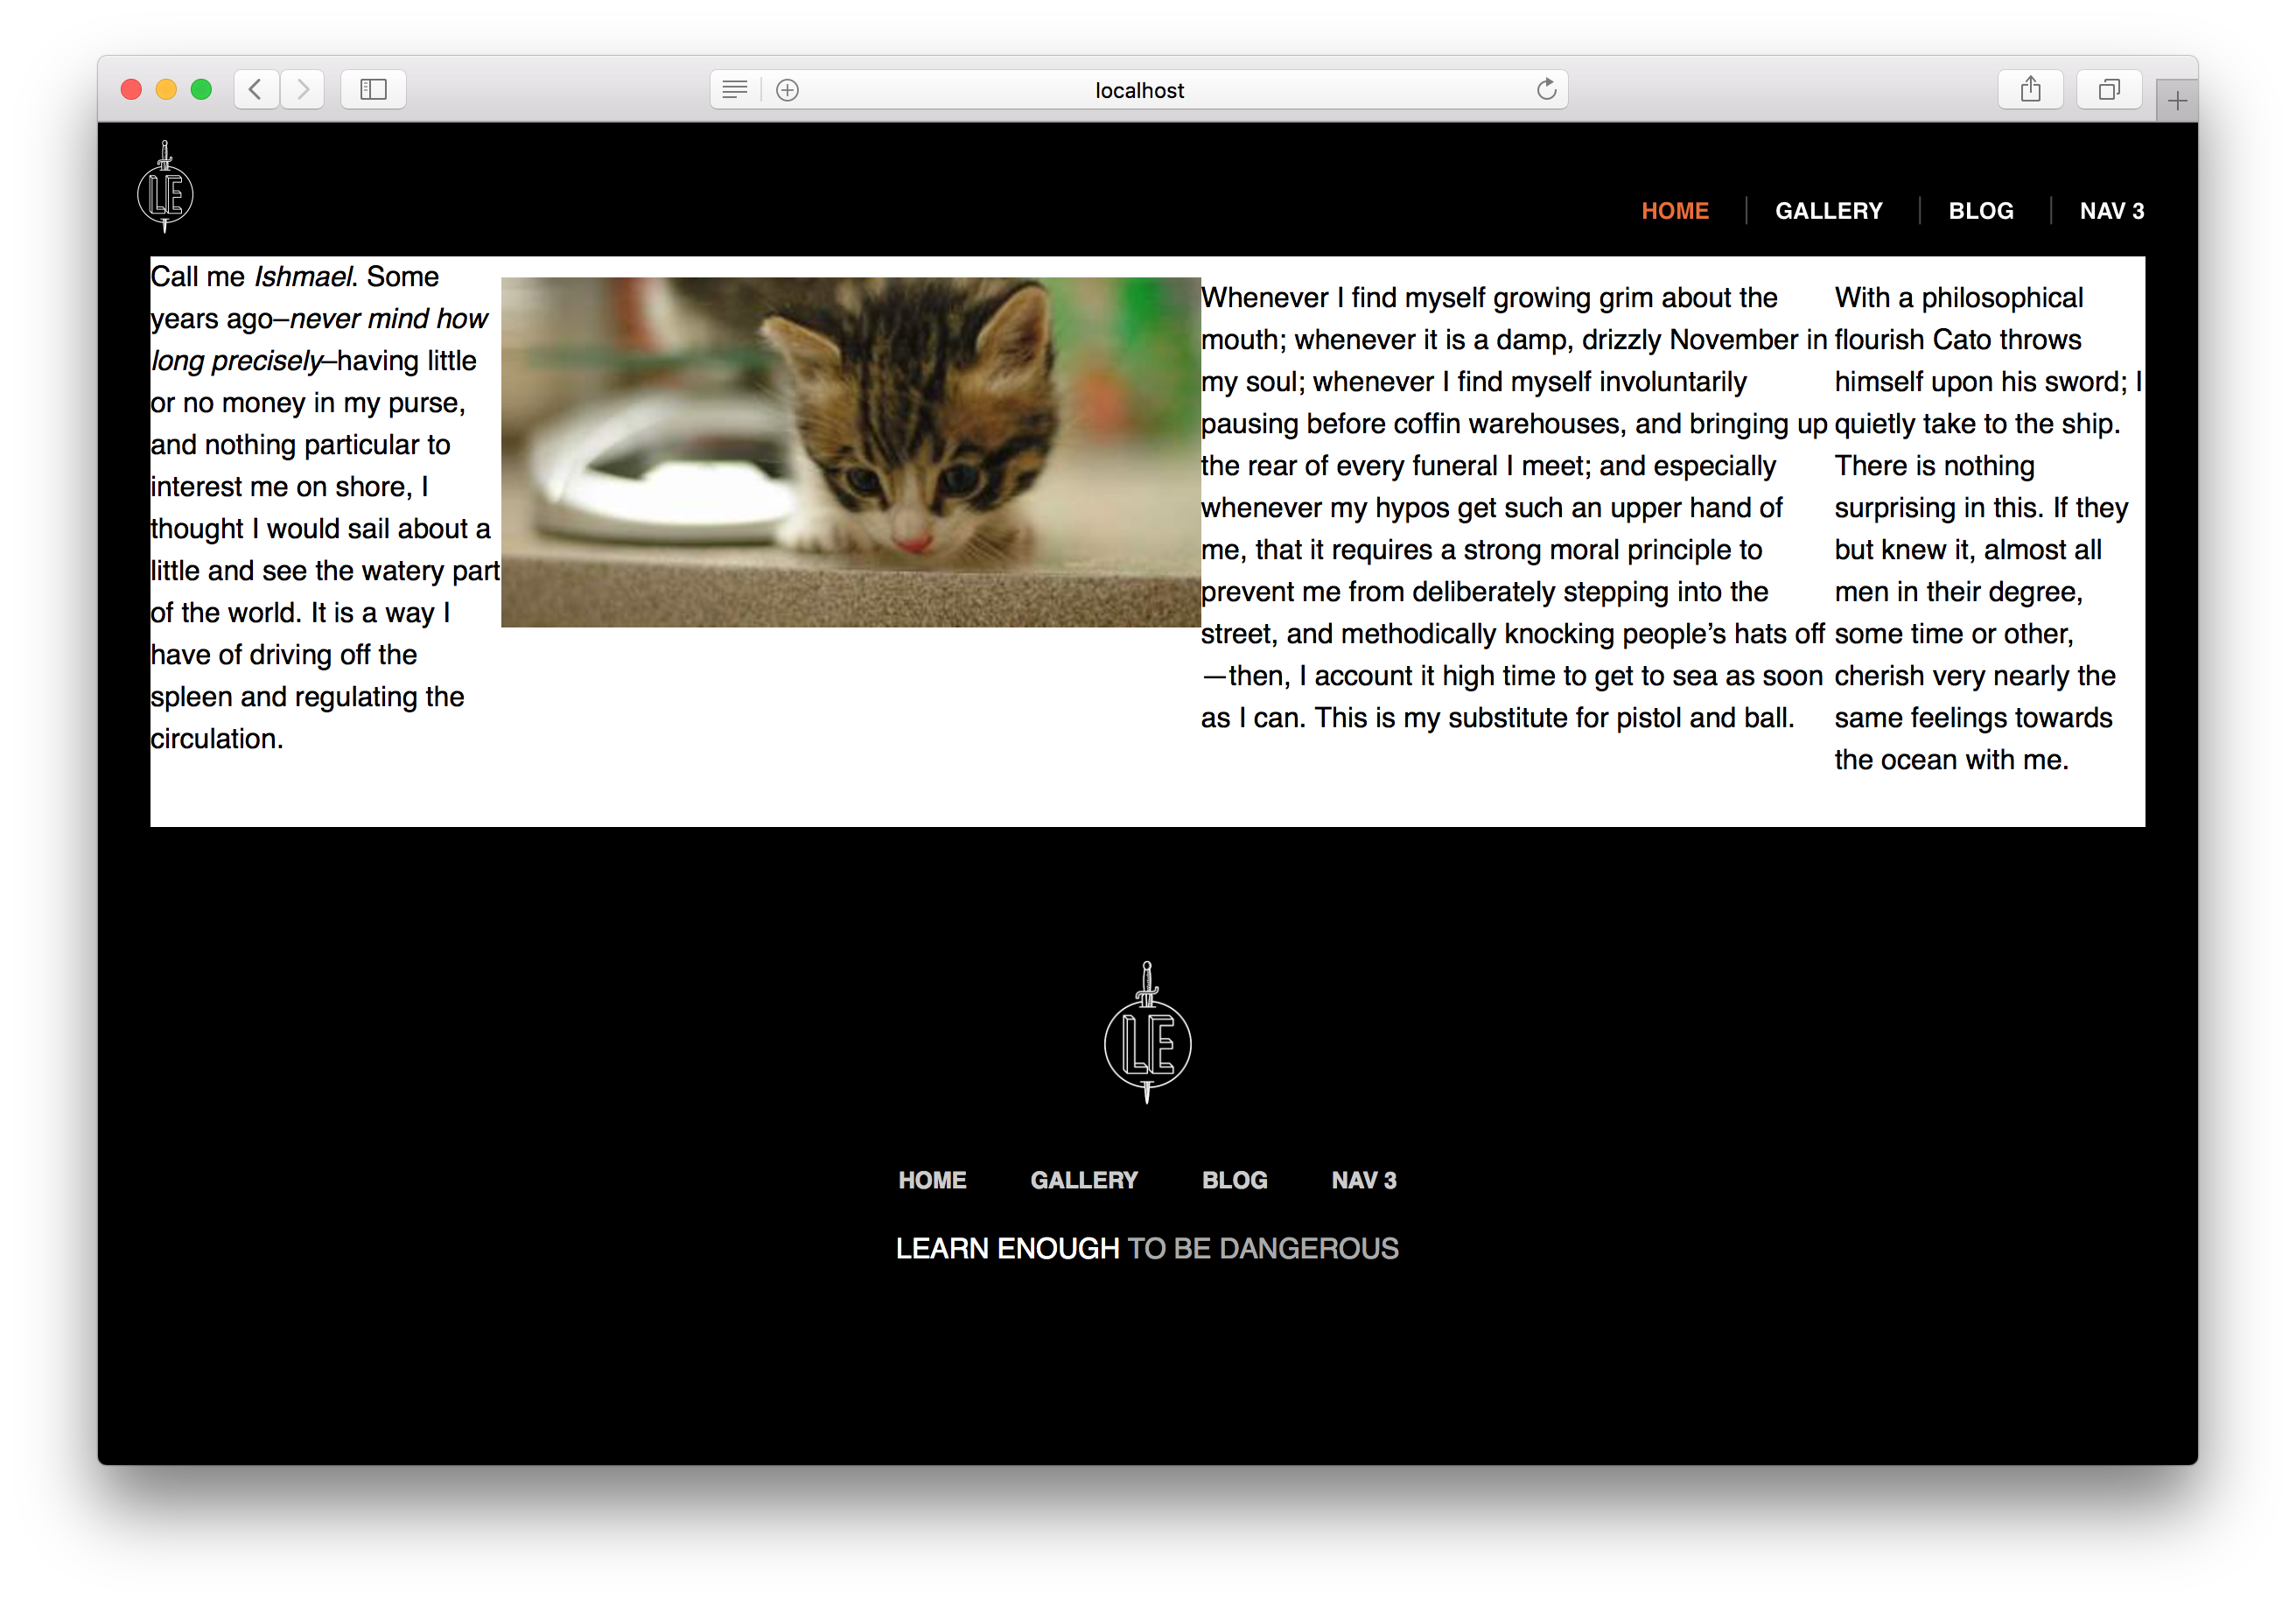 localhost
LE
HOME
GALLERY
BLOG
NAV 3
Call me Ishmael. Some
years ago–never mind how
long precisely–having little
or no money in my purse,
and nothing particular to
interest me on shore, I
thought I would sail about a
little and see the watery part
of the world. It is a way I
have of driving off the
spleen and regulating the
circulation.
Whenever I find myself growing grim about the
mouth; whenever it is a damp, drizzly November in
my soul; whenever I find myself involuntarily
pausing before coffin warehouses, and bringing up
the rear of every funeral I meet; and especially
whenever my hypos get such an upper hand of
me, that it requires a strong moral principle to
prevent me from deliberately stepping into the
street, and methodically knocking people’s hats off
—then, I account it high time to get to sea as soon
as I can. This is my substitute for pistol and ball.
With a philosophical
flourish Cato throws
himself upon his sword; I
quietly take to the ship.
There is nothing
surprising in this. If they
but knew it, almost all
men in their degree,
some time or other,
cherish very nearly the
same feelings towards
the ocean with me.
LE
HOME
GALLERY
BLOG
NAV 3
LEARN ENOUGH TO BE DANGEROUS